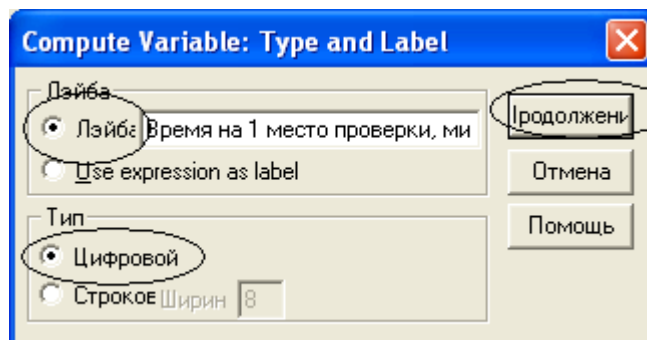 Compute Variable: Type and Label
Лэйба
Лэйба Время на 1 место проверки, ми
Use expression as label
Тип
Цифровой
Строков Ширин 8
Продолжени
Отмена
Помощь